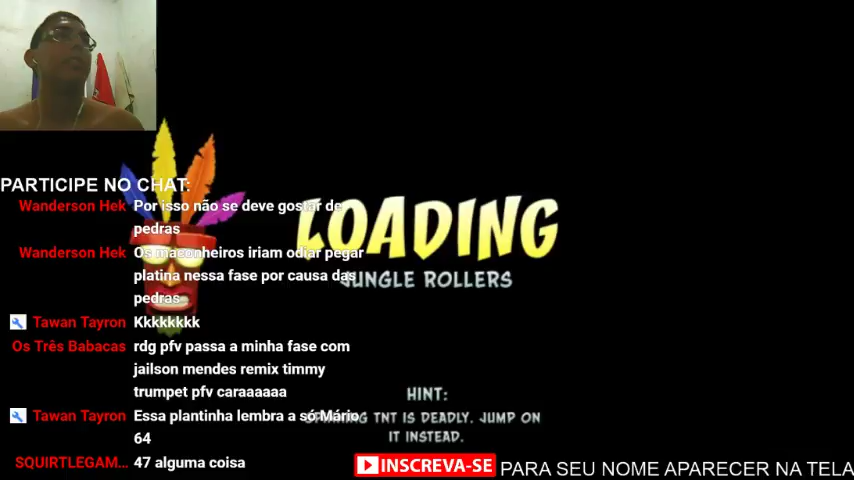 PARTICIPE NO CHAT:
Wanderson Hek Por isso não se deve gostar de
pedras
Wanderson Hek Os maconheiros iriam odiar pegar
platina nessa fase por causa das
pedras
Tawan Tayron Kkkkkkkk
Os Três Babacas rdg pfv passa a minha fase com
jailson mendes remix timmy
trumpet pfv caraaaaaa
Tawan Tayron Essa plantinha lembra a só Mário
64
SQUIRTLEGAM... 47 alguma coisa
LOADING
JUNGLE ROLLERS
HINT:
SPINNING TNT IS DEADLY. JUMP ON
IT INSTEAD.
INSCREVA-SE PARA SEU NOME APARECER NA TELA